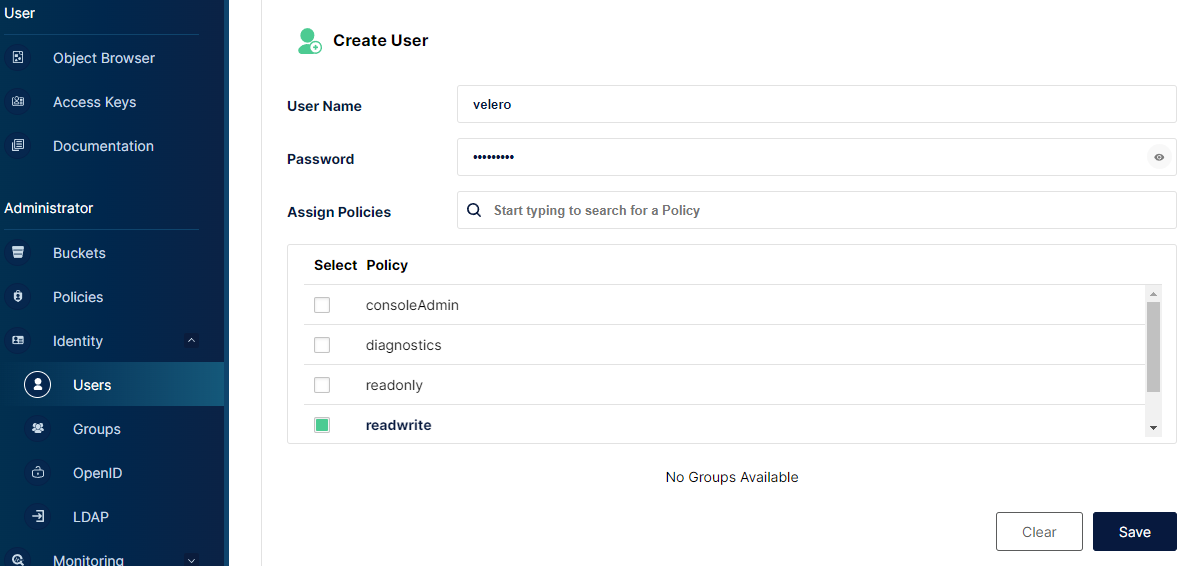 User
Object Browser
Access Keys
Documentation
Administrator
Buckets
Policies
Identity
Users
Groups
OpenID
LDAP
Monitoring
Create User
User Name
velero
Password
•••••••••
Assign Policies
Start typing to search for a Policy
Select Policy
consoleAdmin
diagnostics
readonly
readwrite
No Groups Available
Clear
Save